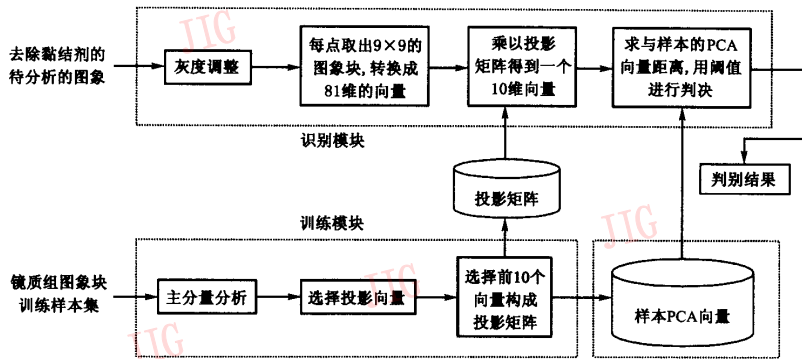 去除黏结剂的
待分析的图象
灰度调整
每点取出9×9的
图象块,转换成
81维的向量
乘以投影
矩阵得到一个
10维向量
求与样本的PCA
向量距离,用阈值
进行判决
识别模块
判别结果
投影矩阵
训练模块
镜质组图象块
训练样本集
主分量分析
选择投影向量
选择前10个
向量构成
投影矩阵
样本PCA向量
JIG
JIG
JIG
JIG